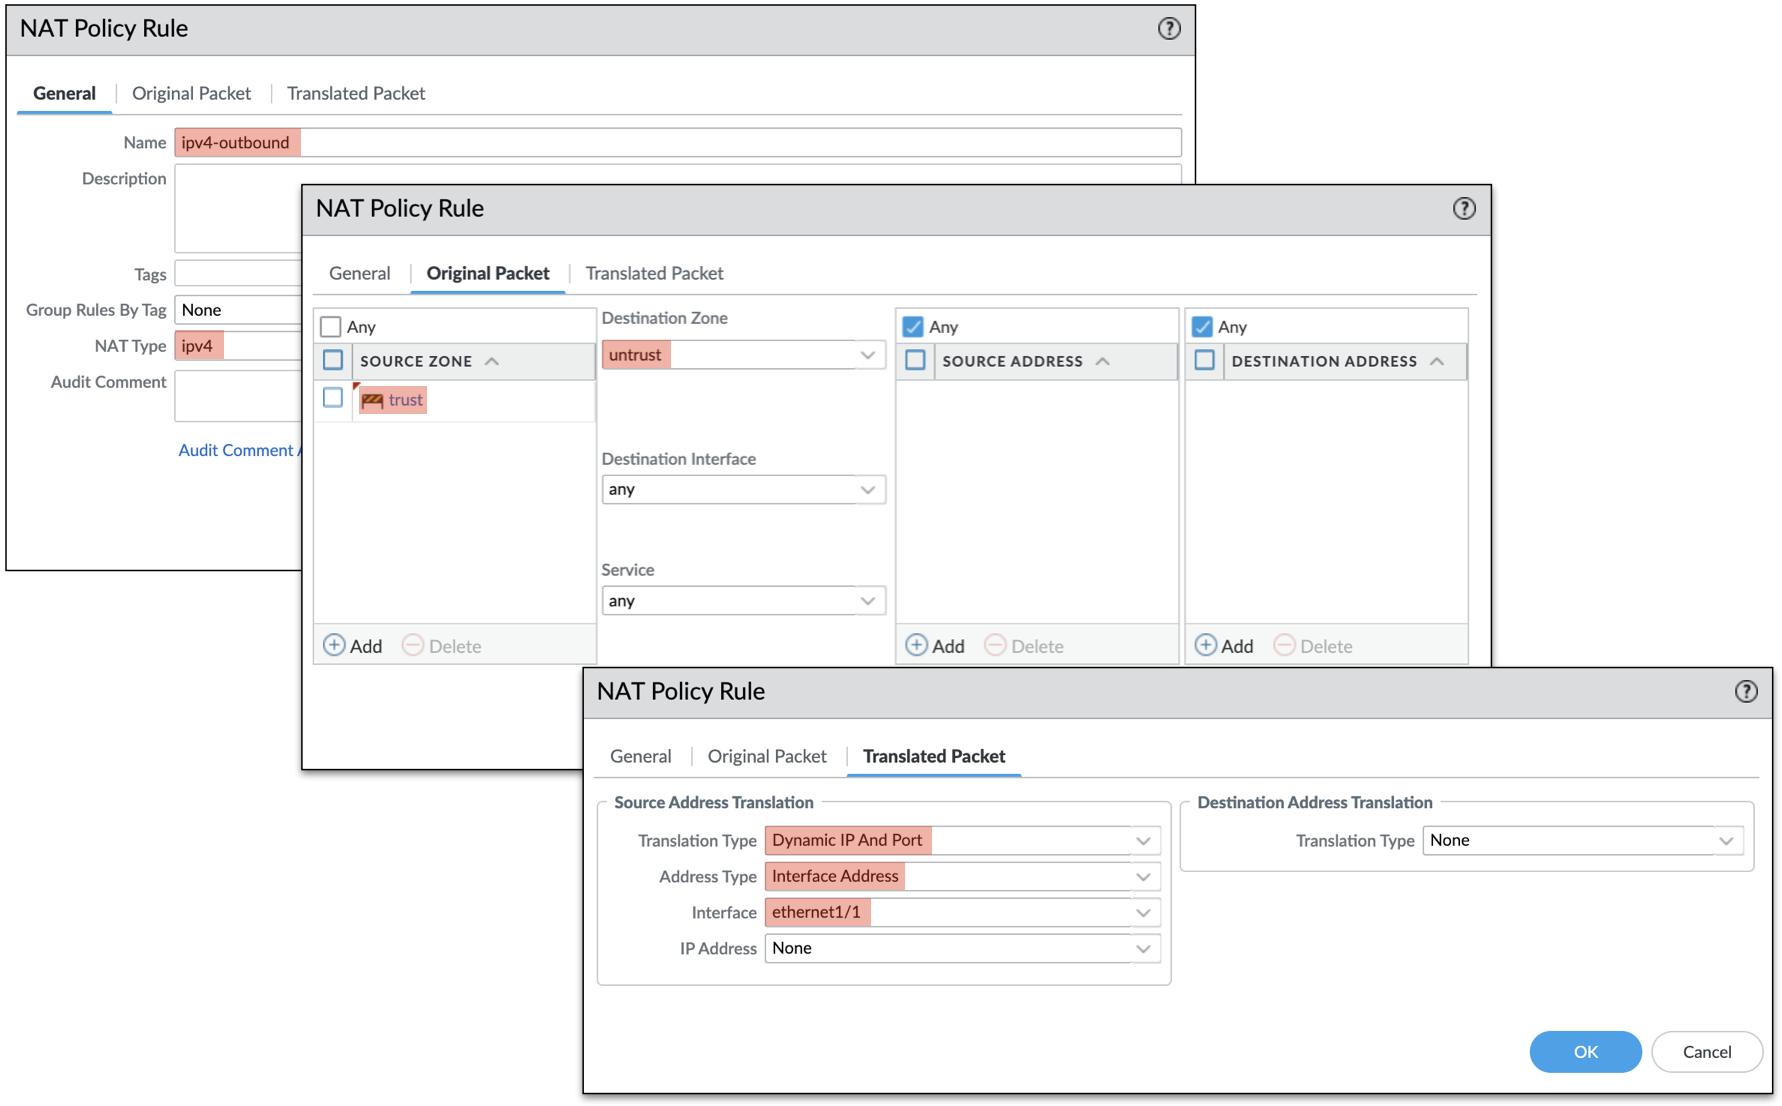 NAT Policy Rule
General
Original Packet
Translated Packet
Name
ipv4-outbound
Description
Tags
Group Rules By Tag
None
NAT Type
ipv4
Audit Comment
Audit Comment
NAT Policy Rule
General
Original Packet
Translated Packet
Any
SOURCE ZONE
trust
Add
Delete
Destination Zone
untrust
Destination Interface
any
Service
any
Any
SOURCE ADDRESS
Add
Delete
Any
DESTINATION ADDRESS
Add
Delete
NAT Policy Rule
General
Original Packet
Translated Packet
Source Address Translation
Translation Type
Dynamic IP And Port
Address Type
Interface Address
Interface
ethernet1/1
IP Address
None
Destination Address Translation
Translation Type
None
OK
Cancel